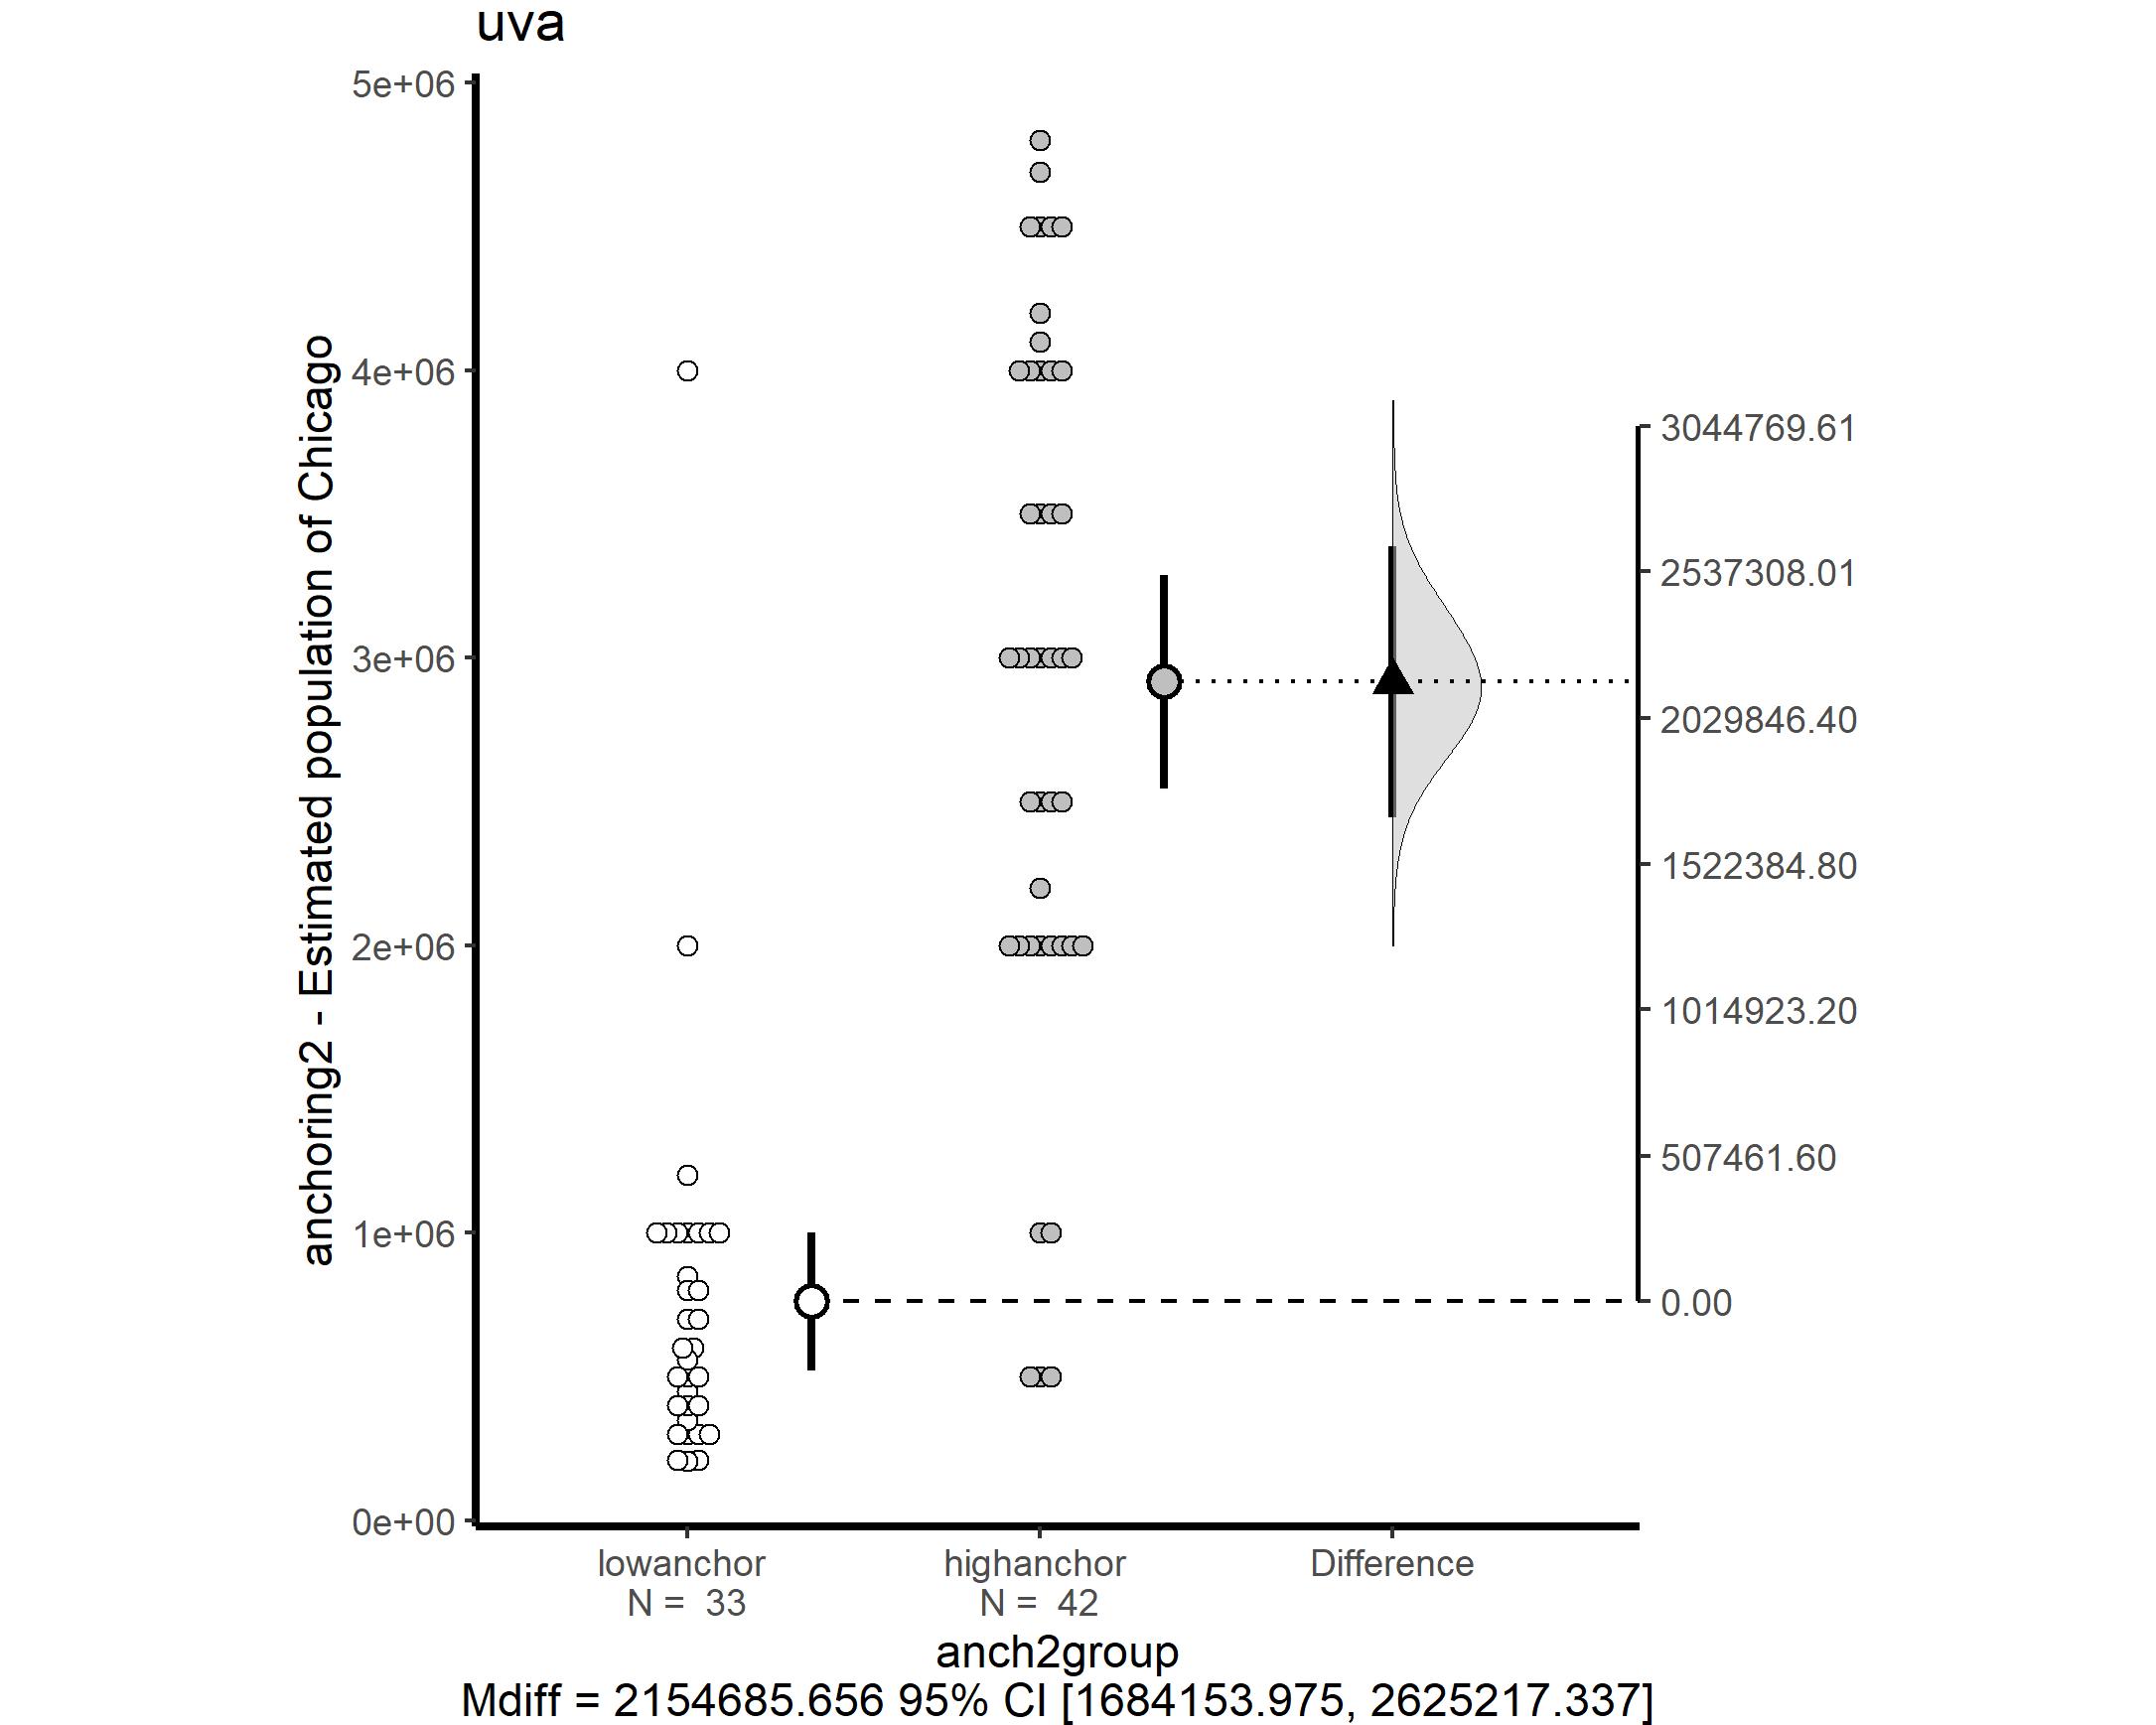 uva
anchoring2 - Estimated population of Chicago
5e+06
4e+06
3e+06
2e+06
1e+06
0e+00
3044769.61
2537308.01
2029846.40
1522384.80
1014923.20
507461.60
0.00
lowanchor
N =  33
highanchor
N =  42
Difference
anch2group
Mdiff = 2154685.656 95% CI [1684153.975, 2625217.337]